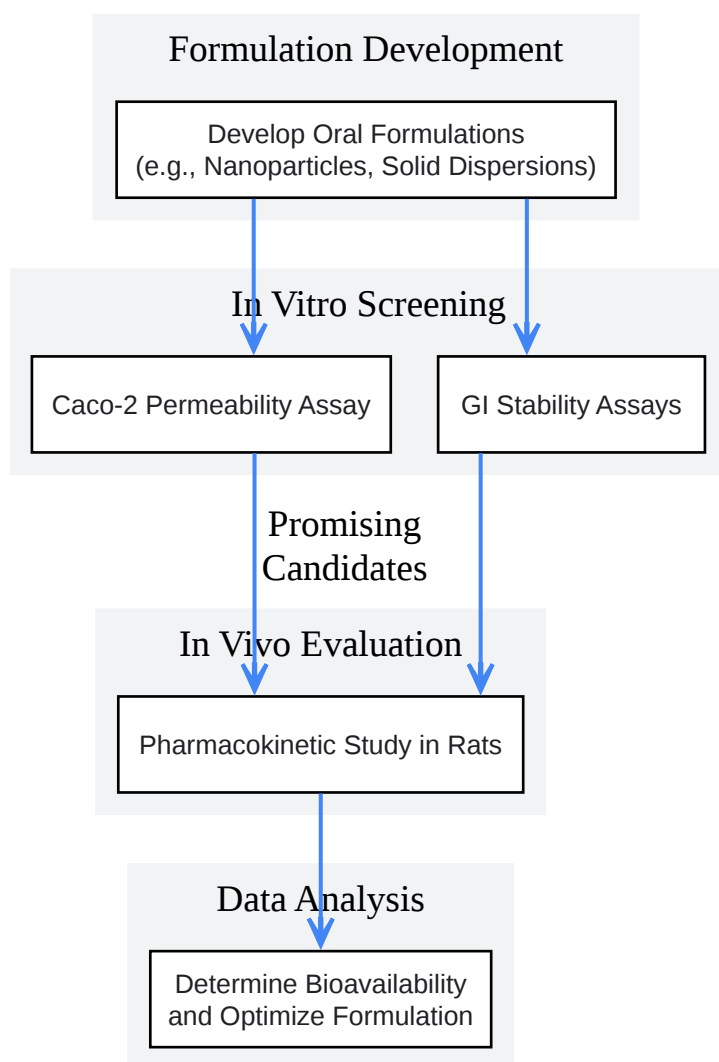 Formulation Development
Develop Oral Formulations
(e.g., Nanoparticles, Solid Dispersions)
In Vitro Screening
Caco-2 Permeability Assay
GI Stability Assays
Promising
Candidates
In Vivo Evaluation
Pharmacokinetic Study in Rats
Data Analysis
Determine Bioavailability
and Optimize Formulation